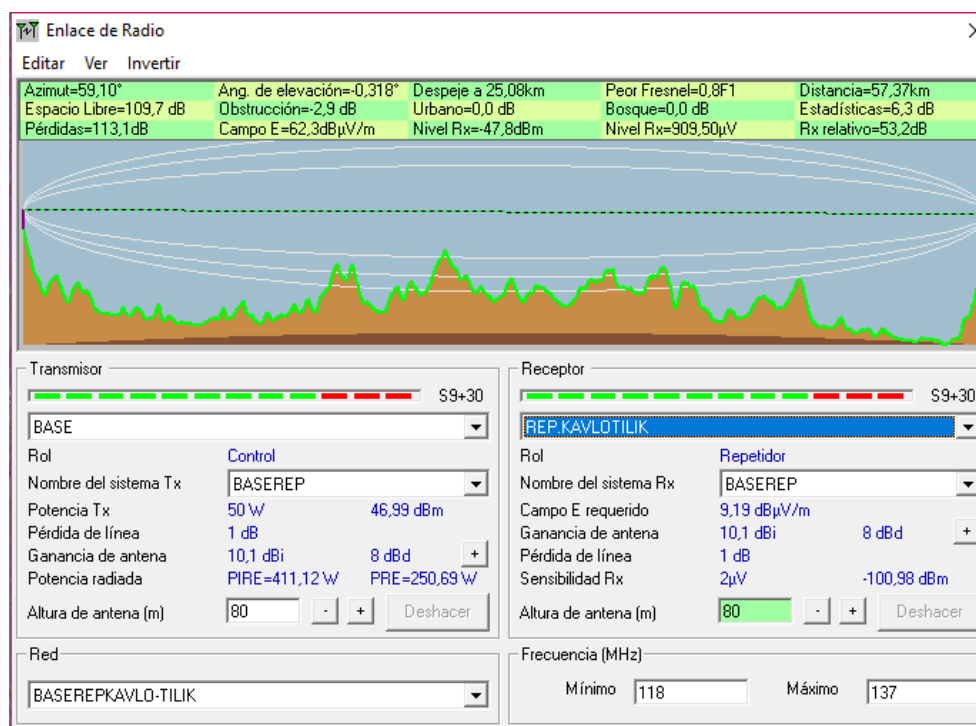 Enlace de Radio
Editar Ver Invertir
Azimut=59,10° Ang. de elevación=-0,318° Despeje a 25,08km Peor Fresnel=0,8F1 Distancia=57,37km
Espacio Libre=109,7 dB Obstrucción=-2,9 dB Urbano=0,0 dB Bosque=0,0 dB Estadísticas=6,3 dB
Pérdidas=113,1dB Campo E=62,3dBµV/m Nivel Rx=-47,8dBm Nivel Rx=909,50µV Rx relativo=53,2dB
Transmisor
S9+30
BASE
Rol Control
Nombre del sistema Tx BASEREP
Potencia Tx 50 W 46,99 dBm
Pérdida de línea 1 dB
Ganancia de antena 10,1 dBi 8 dBd +
Potencia radiada PIRE=411,12 W PRE=250,69 W
Altura de antena (m) 80 - + Deshacer
Red
BASEREPKAVLO-TILIK
Receptor
S9+30
REP.KAVLOTILIK
Rol Repetidor
Nombre del sistema Rx BASEREP
Campo E requerido 9,19 dBµV/m
Ganancia de antena 10,1 dBi 8 dBd +
Pérdida de línea 1 dB
Sensibilidad Rx 2µV -100,98 dBm
Altura de antena (m) 80 - + Deshacer
Frecuencia (MHz)
Mínimo 118 Máximo 137